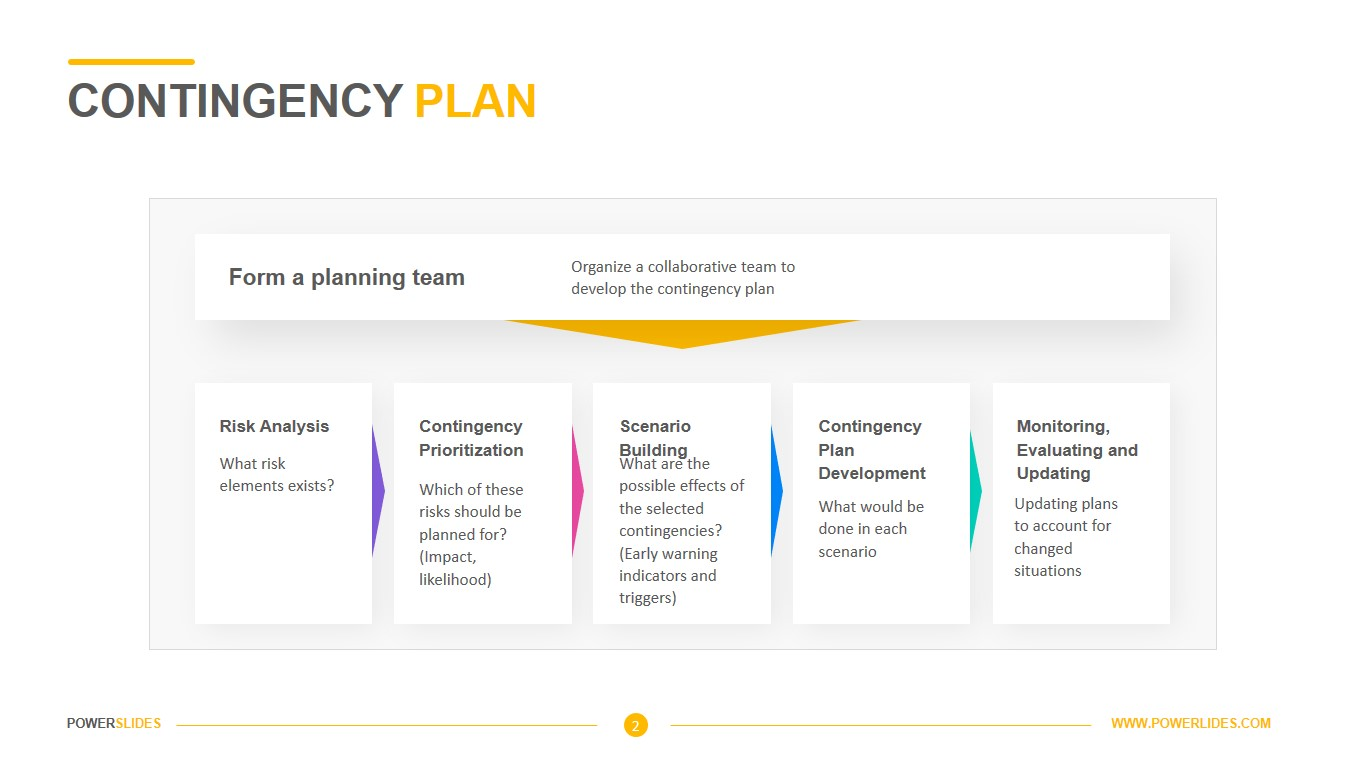 CONTINGENCY PLAN
Form a planning team
Organize a collaborative team to
develop the contingency plan
Risk Analysis
What risk
elements exists?
Contingency
Prioritization
Which of these
risks should be
planned for?
(Impact,
likelihood)
Scenario
Building
What are the
possible effects of
the selected
contingencies?
(Early warning
indicators and
triggers)
Contingency
Plan
Development
What would be
done in each
scenario
Monitoring,
Evaluating and
Updating
Updating plans
to account for
changed
situations
POWERSLIDES
2
WWW.POWERLIDES.COM